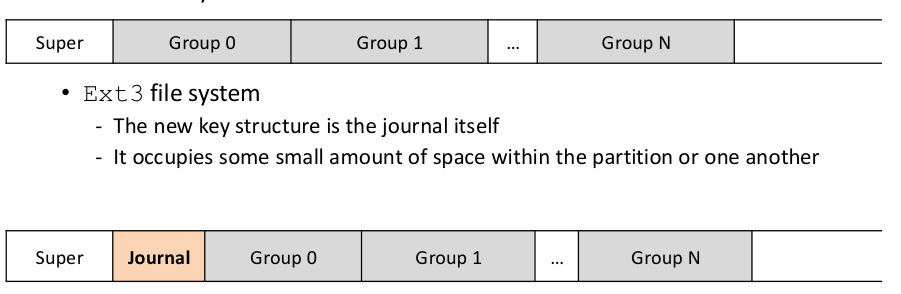 Super Group 0 Group 1 ... Group N
• Ext3 file system
- The new key structure is the journal itself
- It occupies some small amount of space within the partition or one another
Super Journal Group 0 Group 1 ... Group N